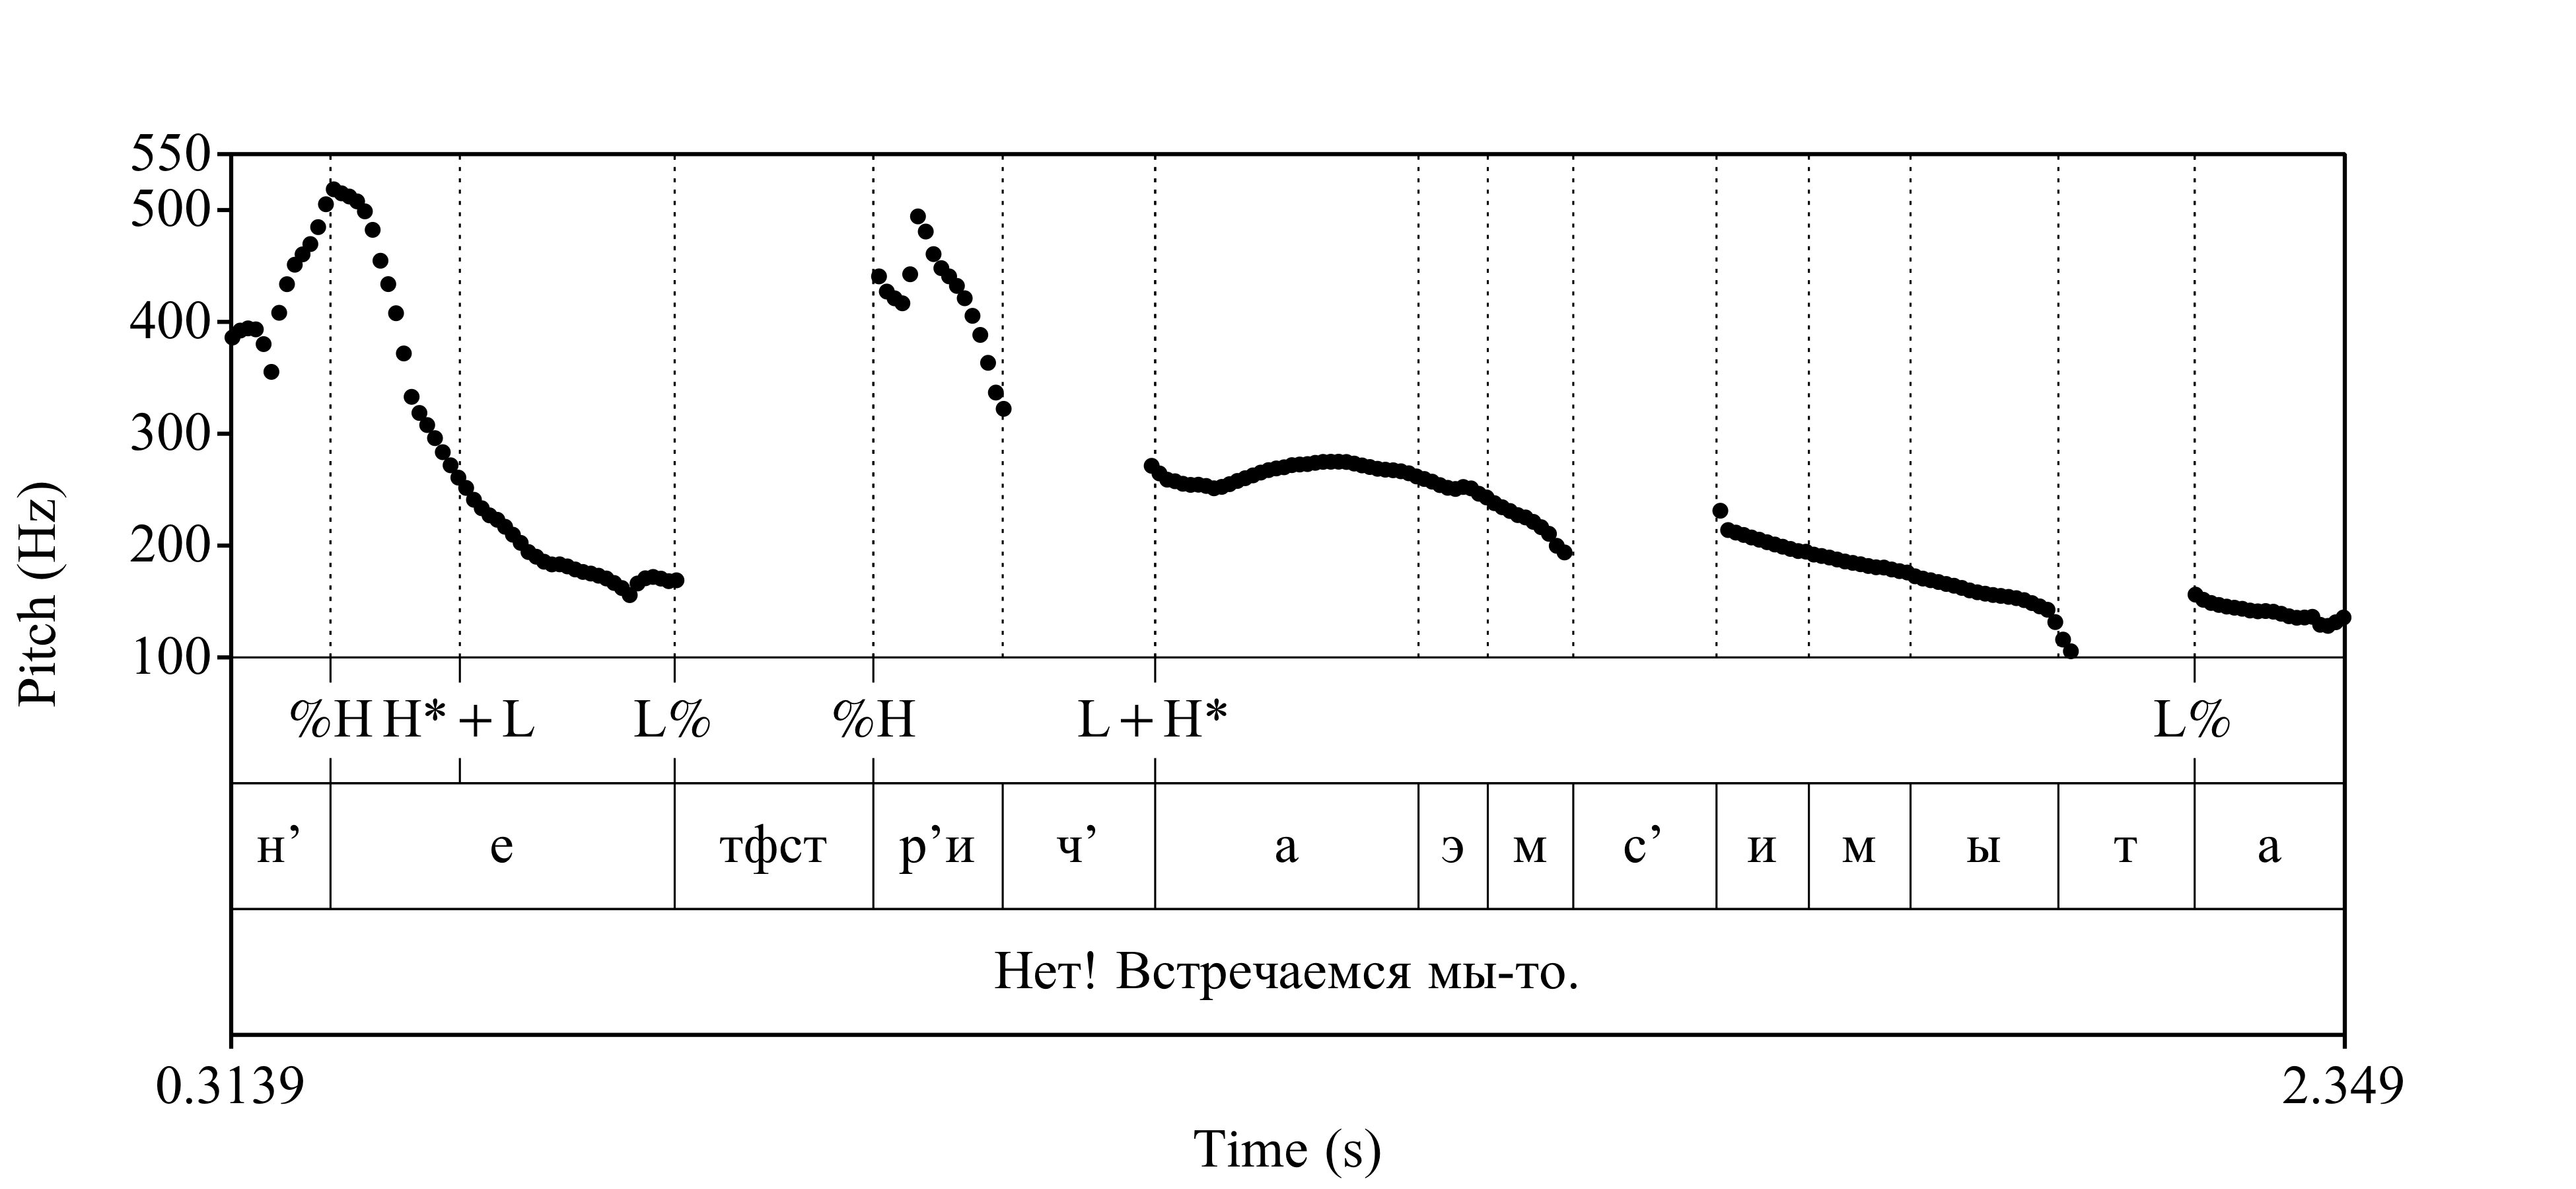 550
500
400
300
200
100
Pitch (Hz)
%H H*+L L% %H L+H* L%
н’ е тфст р’и ч’ а э м с’ и м ы т а
Нет! Встречаемся мы-то.
0.3139 2.349
Time (s)